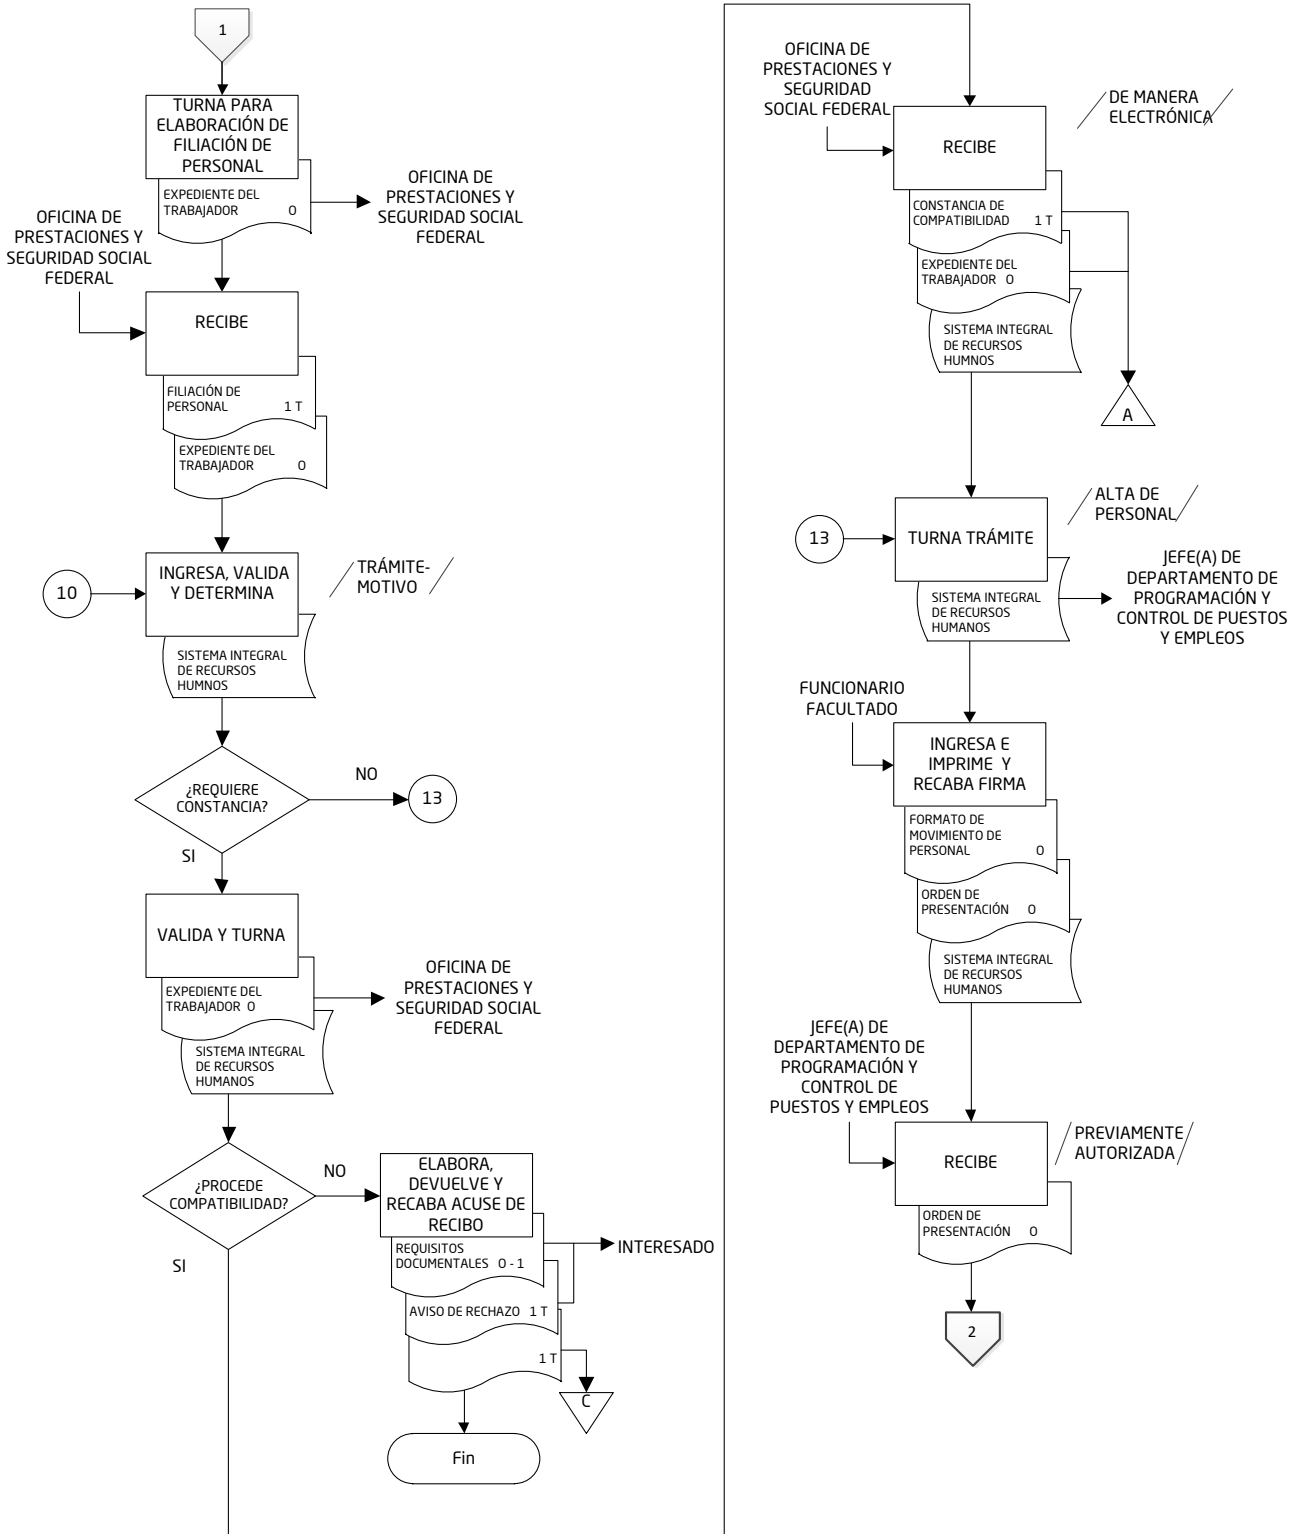 1
TURNA PARA
ELABORACIÓN DE
FILIACIÓN DE
PERSONAL
EXPEDIENTE DEL
TRABAJADOR O
OFICINA DE
PRESTACIONES Y
SEGURIDAD SOCIAL
FEDERAL
OFICINA DE
PRESTACIONES Y
SEGURIDAD SOCIAL
FEDERAL
RECIBE
FILIACIÓN DE
PERSONAL 1 T
EXPEDIENTE DEL
TRABAJADOR O
10
INGRESA, VALIDA
Y DETERMINA
TRÁMITE-
MOTIVO
SISTEMA INTEGRAL
DE RECURSOS
HUMNOS
¿REQUIERE
CONSTANCIA?
NO
13
SI
VALIDA Y TURNA
EXPEDIENTE DEL
TRABAJADOR O
SISTEMA INTEGRAL
DE RECURSOS
HUMANOS
OFICINA DE
PRESTACIONES Y
SEGURIDAD SOCIAL
FEDERAL
¿PROCEDE
COMPATIBILIDAD?
NO
SI
ELABORA,
DEVUELVE Y
RECABA ACUSE DE
RECIBO
REQUISITOS
DOCUMENTALES O - 1
INTERESADO
AVISO DE RECHAZO 1 T
1 T
C
Fin
OFICINA DE
PRESTACIONES Y
SEGURIDAD
SOCIAL FEDERAL
RECIBE
DE MANERA
ELECTRÓNICA
CONSTANCIA DE
COMPATIBILIDAD 1 T
EXPEDIENTE DEL
TRABAJADOR O
SISTEMA INTEGRAL
DE RECURSOS
HUMNOS
A
13
TURNA TRÁMITE
ALTA DE
PERSONAL
SISTEMA INTEGRAL
DE RECURSOS
HUMANOS
JEFE(A) DE
DEPARTAMENTO DE
PROGRAMACIÓN Y
CONTROL DE PUESTOS
Y EMPLEOS
FUNCIONARIO
FACULTADO
INGRESA E
IMPRIME Y
RECABA FIRMA
FORMATO DE
MOVIMIENTO DE
PERSONAL O
ORDEN DE
PRESENTACIÓN O
SISTEMA INTEGRAL
DE RECURSOS
HUMANOS
JEFE(A) DE
DEPARTAMENTO DE
PROGRAMACIÓN Y
CONTROL DE
PUESTOS Y EMPLEOS
RECIBE
PREVIAMENTE
AUTORIZADA
ORDEN DE
PRESENTACIÓN O
2